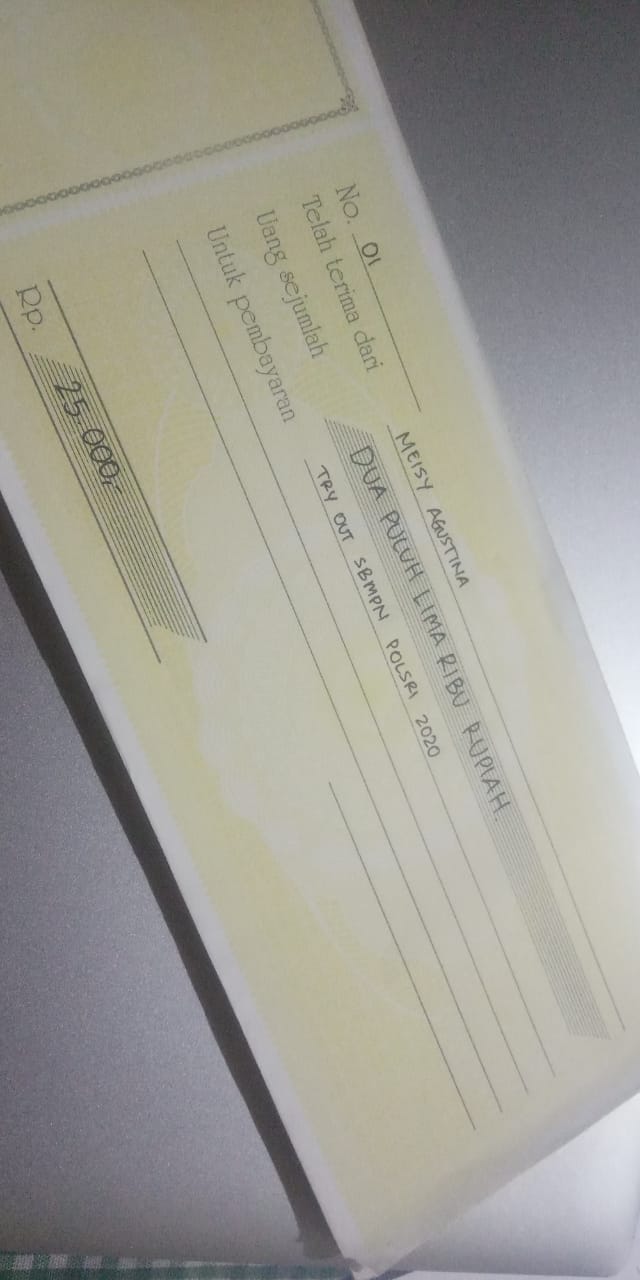 No. 01
Telah terima dari MEISY AGUSTINA
Uang sejumlah DUA PULUH LIMA RIBU RUPIAH.
Untuk pembayaran TRY OUT SBMPN POLSRI 2020
Rp. 25.000,-